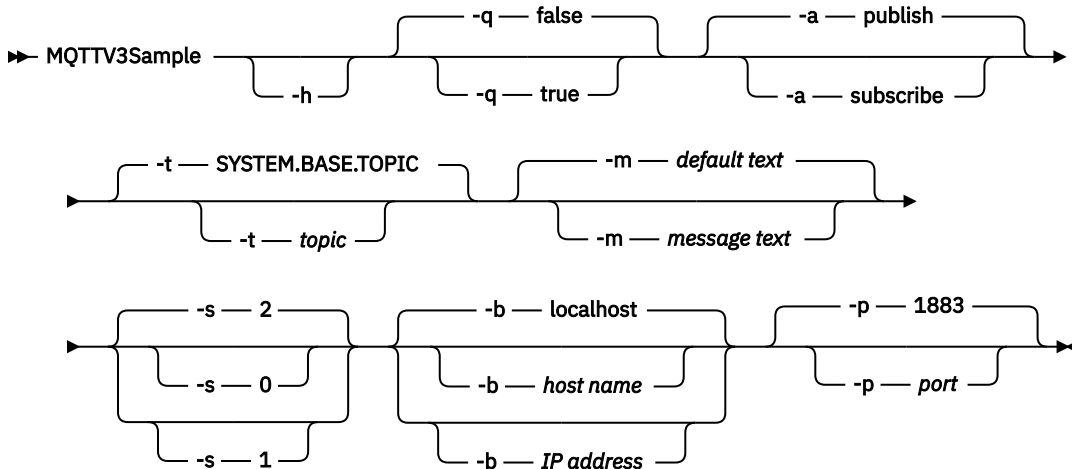 -q false -a publish
MQTTV3Sample
-h -q true -a subscribe
-t SYSTEM.BASE.TOPIC -m default text
-t topic -m message text
-s 2 -b localhost -p 1883
-s 0 -b host name -p port
-s 1 -b IP address